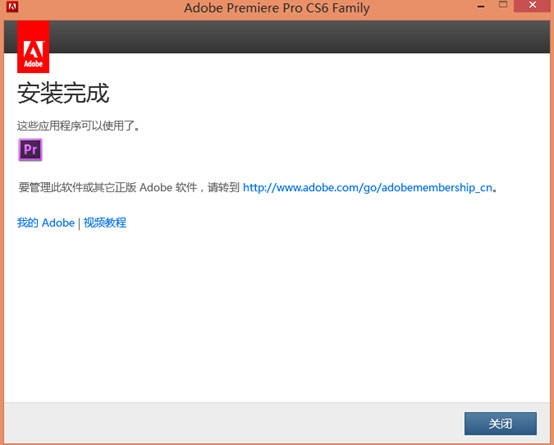 Adobe Premiere Pro CS6 Family
Adobe
安装完成
这些应用程序可以使用了。
Pr
要管理此软件或其它正版 Adobe 软件，请转到 http://www.adobe.com/go/adobemembership_cn。
我的 Adobe | 视频教程
关闭